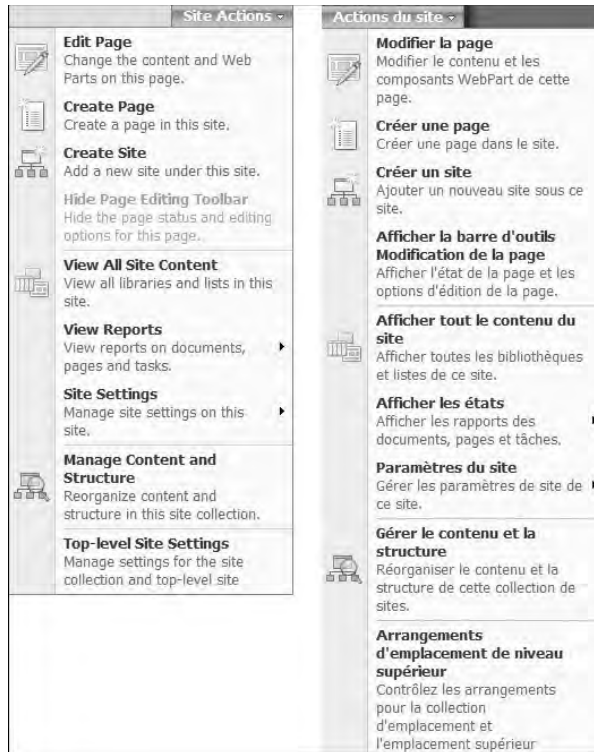 Site Actions
Edit Page
Change the content and Web
Parts on this page.
Create Page
Create a page in this site.
Create Site
Add a new site under this site.
Hide Page Editing Toolbar
Hide the page status and editing
options for this page.
View All Site Content
View all libraries and lists in this
site.
View Reports
View reports on documents,
pages and tasks.
Site Settings
Manage site settings on this
site.
Manage Content and
Structure
Reorganize content and
structure in this site collection.
Top-level Site Settings
Manage settings for the site
collection and top-level site
Actions du site
Modifier la page
Modifier le contenu et les
composants WebPart de cette
page.
Créer une page
Créer une page dans le site.
Créer un site
Ajouter un nouveau site sous ce
site.
Afficher la barre d'outils
Modification de la page
Afficher l'état de la page et les
options d'édition de la page.
Afficher tout le contenu du
site
Afficher toutes les bibliothèques
et listes de ce site.
Afficher les états
Afficher les rapports des
documents, pages et tâches.
Paramètres du site
Gérer les paramètres de site de
ce site.
Gérer le contenu et la
structure
Réorganiser le contenu et la
structure de cette collection de
sites.
Arrangements
d'emplacement de niveau
supérieur
Contrôlez les arrangements
pour la collection
d'emplacement et
l'emplacement supérieur